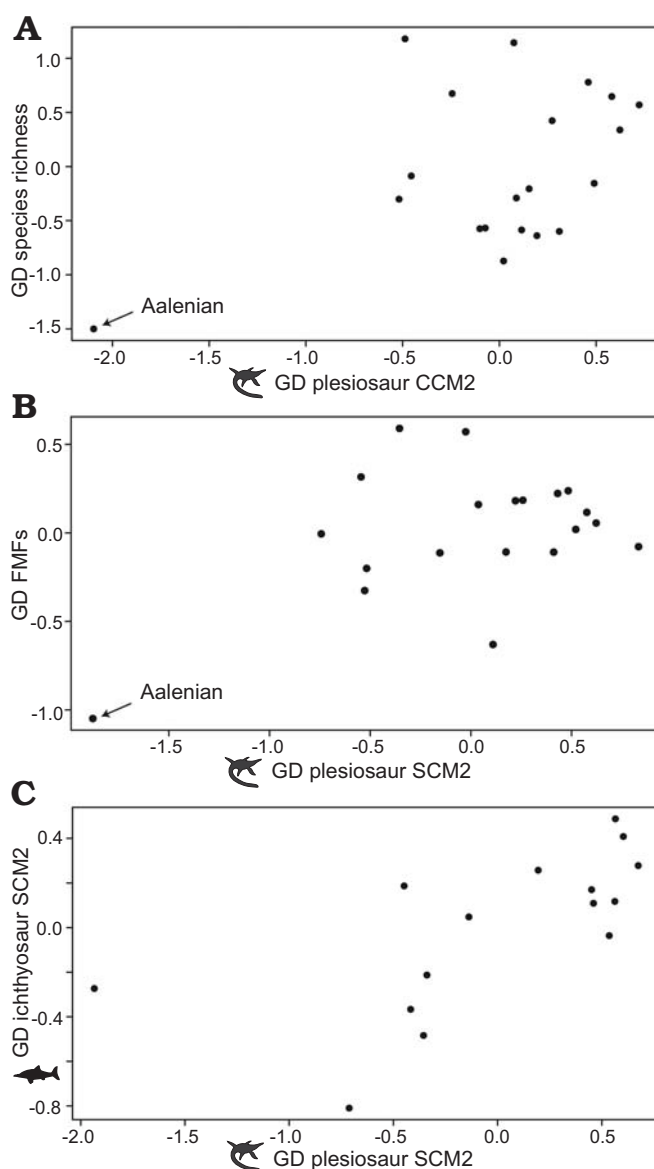 A
GD species richness
1.0
0.5
0.0
-0.5
-1.0
-1.5
Aalenian
-2.0 -1.5 -1.0 -0.5 0.0 0.5
GD plesiosaur CCM2
B
GD FMFs
0.5
0.0
-0.5
-1.0
Aalenian
-1.5 -1.0 -0.5 0.0 0.5
GD plesiosaur SCM2
C
GD ichthyosaur SCM2
0.4
0.0
-0.4
-0.8
-2.0 -1.5 -1.0 -0.5 0.0 0.5
GD plesiosaur SCM2